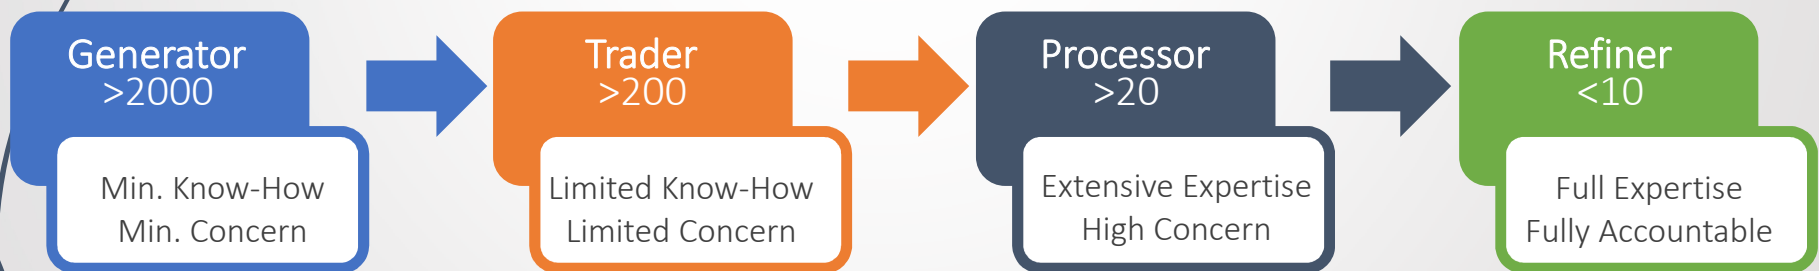 Generator
>2000
Min. Know-How
Min. Concern
Trader
>200
Limited Know-How
Limited Concern
Processor
>20
Extensive Expertise
High Concern
Refiner
<10
Full Expertise
Fully Accountable